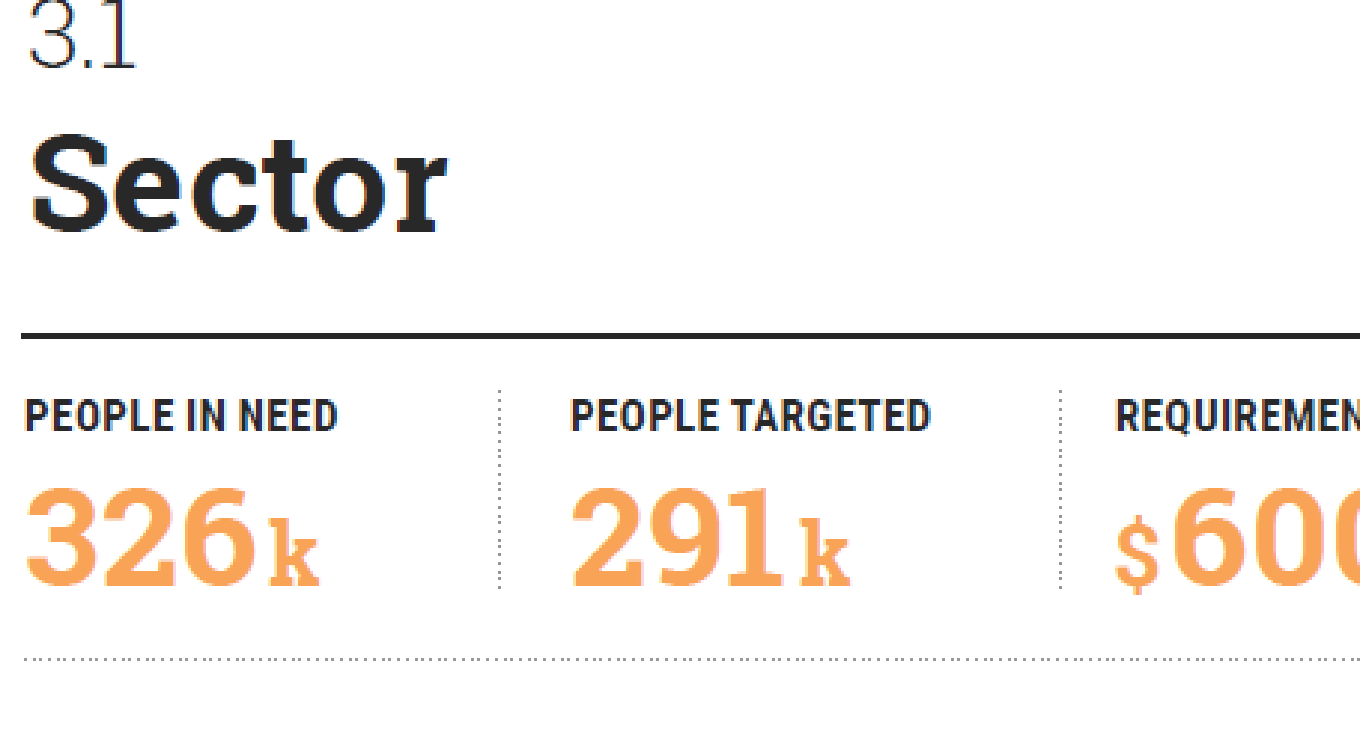 3.1
Sector
PEOPLE IN NEED
PEOPLE TARGETED
326k
291k